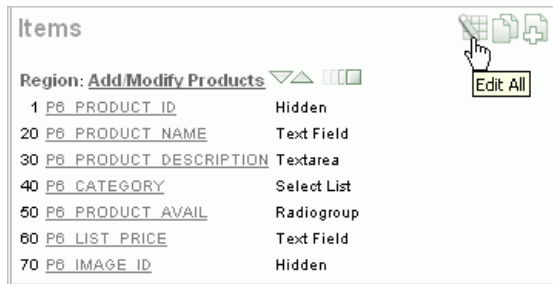 Items
Edit All
Region: Add/Modify Products
1 P6_PRODUCT_ID Hidden
20 P6_PRODUCT_NAME Text Field
30 P6_PRODUCT_DESCRIPTION Textarea
40 P6_CATEGORY Select List
50 P6_PRODUCT_AVAIL Radiogroup
60 P6_LIST_PRICE Text Field
70 P6_IMAGE_ID Hidden